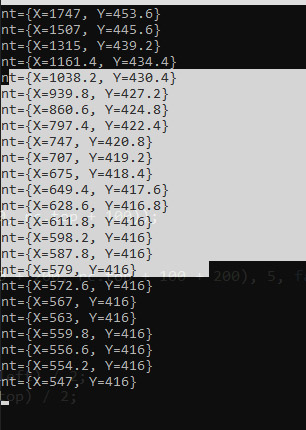 nt={X=1747, Y=453.6}
nt={X=1507, Y=445.6}
nt={X=1315, Y=439.2}
nt={X=1161.4, Y=434.4}
nt={X=1038.2, Y=430.4}
nt={X=939.8, Y=427.2}
nt={X=860.6, Y=424.8}
nt={X=797.4, Y=422.4}
nt={X=747, Y=420.8}
nt={X=707, Y=419.2}
nt={X=675, Y=418.4}
nt={X=649.4, Y=417.6}
nt={X=628.6, Y=416.8}
nt={X=611.8, Y=416}
nt={X=598.2, Y=416}
nt={X=587.8, Y=416}
nt={X=579, Y=416}
+ 100 + 200), 5, f
nt={X=572.6, Y=416}
nt={X=567, Y=416}
nt={X=563, Y=416}
nt={X=559.8, Y=416}
nt={X=556.6, Y=416}
nt={X=554.2, Y=416}
nt={X=547, Y=416}
top) / 2;